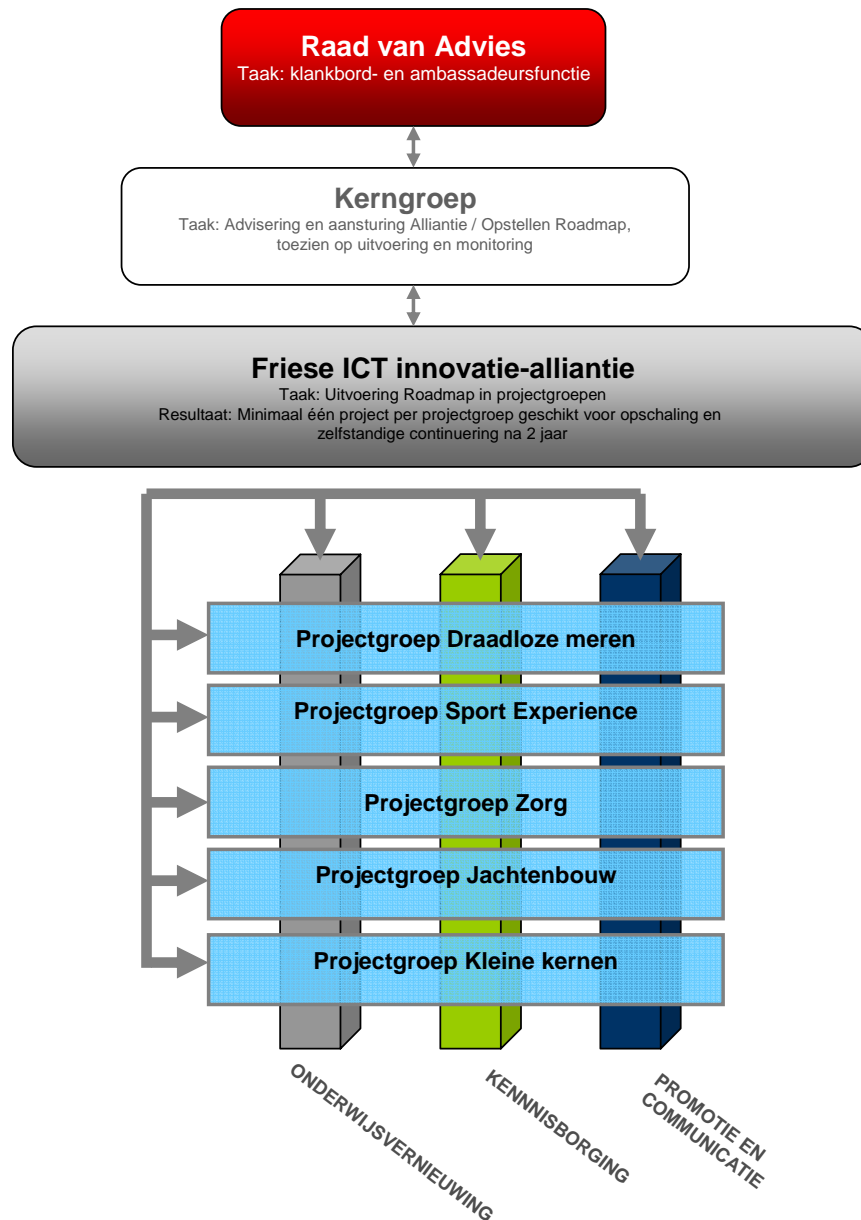 Raad van Advies
Taak: klankbord- en ambassadeursfunctie
Kerngroep
Taak: Advisering en aansturing Alliantie / Opstellen Roadmap,
toezien op uitvoering en monitoring
Friese ICT innovatie-alliantie
Taak: Uitvoering Roadmap in projectgroepen
Resultaat: Minimaal één project per projectgroep geschikt voor opschaling en
zelfstandige continuering na 2 jaar
Projectgroep Draadloze meren
Projectgroep Sport Experience
Projectgroep Zorg
Projectgroep Jachtenbouw
Projectgroep Kleine kernen
ONDERWIJSVERNIEUWING
KENNNISBORGING
PROMOTIE EN
COMMUNICATIE